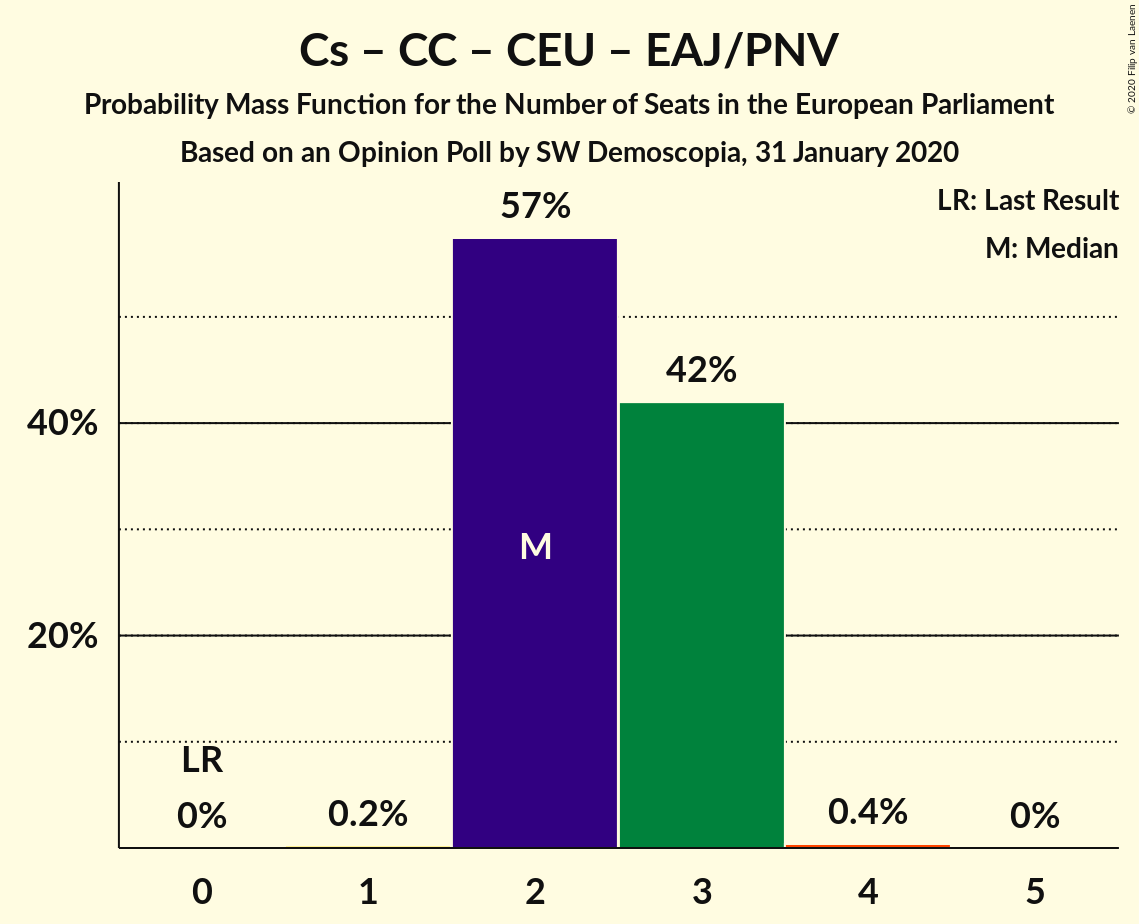 Cs – CC – CEU – EAJ/PNV
Probability Mass Function for the Number of Seats in the European Parliament
Based on an Opinion Poll by SW Demoscopia, 31 January 2020
© 2020 Filip van Laenen
LR: Last Result
M: Median
57%
42%
40%
M
20%
LR
0%
0.2%
0.4%
0%
0
1
2
3
4
5